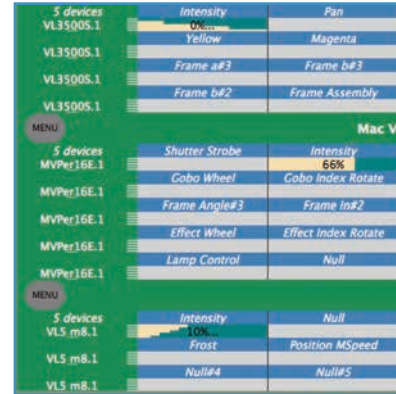 5 devices Intensity Pan
VL3500S.1 0%...
Yellow Magenta
VL3500S.1
Frame a#3 Frame b#3
VL3500S.1
Frame b#2 Frame Assembly
VL3500S.1
MENU Mac V
5 devices Shutter Strobe Intensity
MVPer16E.1 66%
Gobo Wheel Gobo Index Rotate
MVPer16E.1
Frame Angle#3 Frame In#2
MVPer16E.1
Effect Wheel Effect Index Rotate
MVPer16E.1
Lamp Control Null
MVPer16E.1
MENU
5 devices Intensity Null
VL5 m8.1 10%...
Frost Position MSpeed
VL5 m8.1
Null#4 Null#5
VL5 m8.1